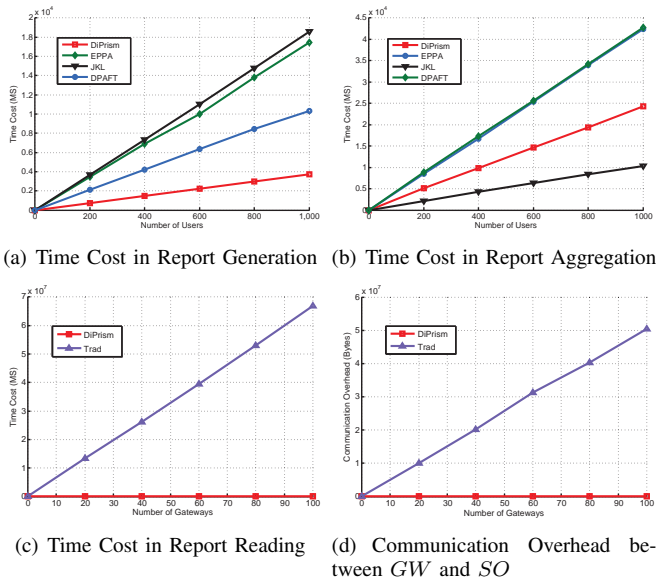 x 10^4
2
1.8
1.6
1.4
1.2
1
0.8
0.6
0.4
0.2
0
Time Cost (MS)
DiPrism
EPPA
JKL
DPAFT
0 200 400 600 800 1,000
Number of Users
(a) Time Cost in Report Generation
x 10^4
4.5
4
3.5
3
2.5
2
1.5
1
0.5
0
Time Cost (MS)
DiPrism
EPPA
JKL
DPAFT
0 200 400 600 800 1000
Number of Users
(b) Time Cost in Report Aggregation
x 10^7
7
6
5
4
3
2
1
0
Time Cost (MS)
DiPrism
Trad
0 10 20 30 40 50 60 70 80 90 100
Number of Gateways
(c) Time Cost in Report Reading
x 10^7
6
5
4
3
2
1
0
Communication Overhead (Bytes)
DiPrism
Trad
0 10 20 30 40 50 60 70 80 90 100
Number of Gateways
(d) Communication Overhead be-
tween GW and SO